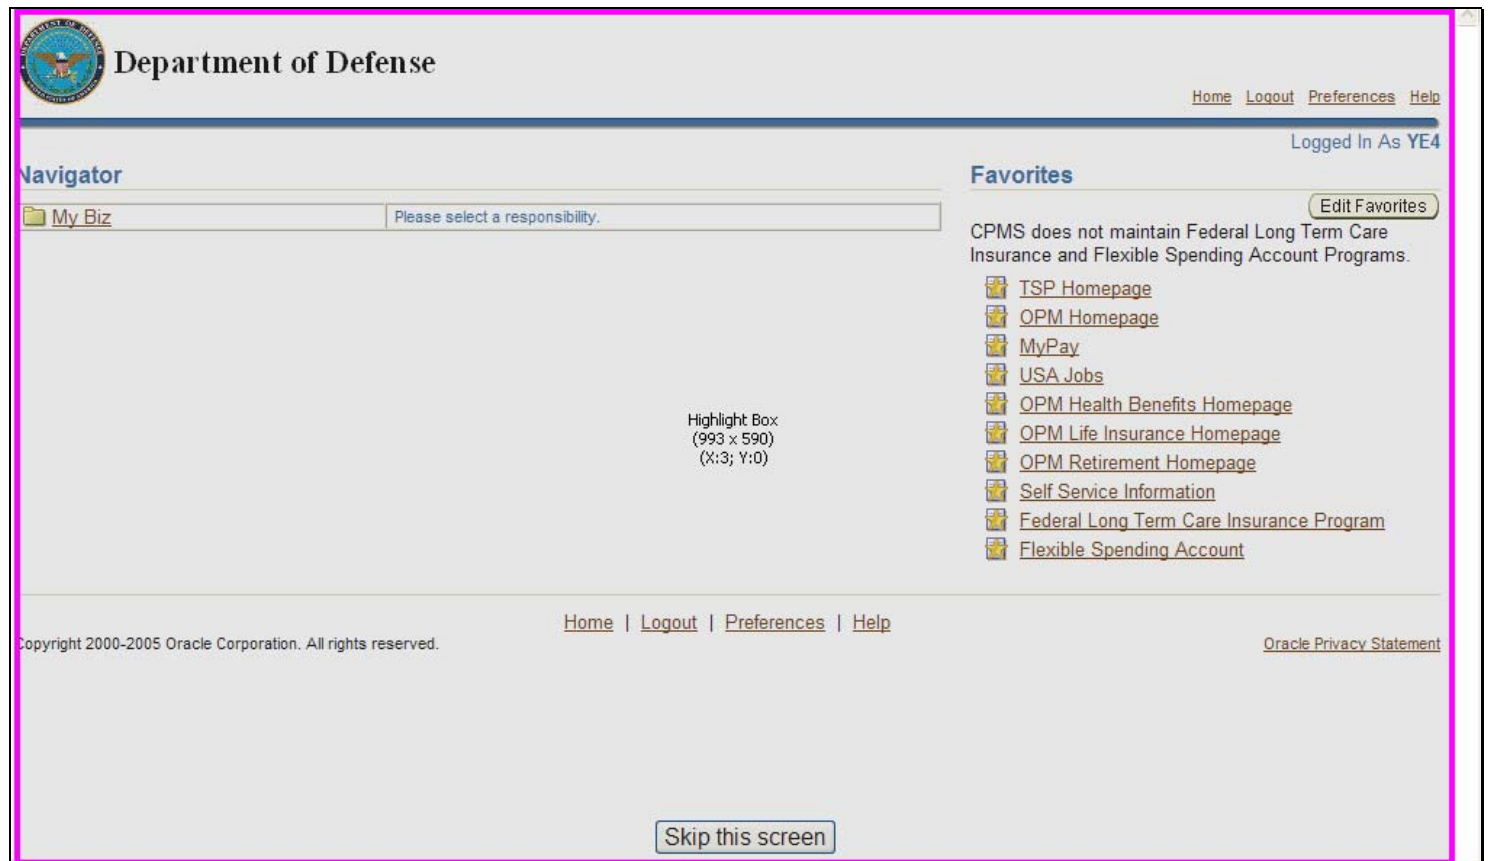 Department of Defense
Home Logout Preferences Help
Logged In As YE4
Navigator
My Biz
Please select a responsibility.
Favorites
Edit Favorites
CPMS does not maintain Federal Long Term Care
Insurance and Flexible Spending Account Programs.
TSP Homepage
OPM Homepage
MyPay
USA Jobs
OPM Health Benefits Homepage
OPM Life Insurance Homepage
OPM Retirement Homepage
Self Service Information
Federal Long Term Care Insurance Program
Flexible Spending Account
Highlight Box
(993 x 590)
(X:3; Y:0)
Home | Logout | Preferences | Help
Copyright 2000-2005 Oracle Corporation. All rights reserved.
Oracle Privacy Statement
Skip this screen